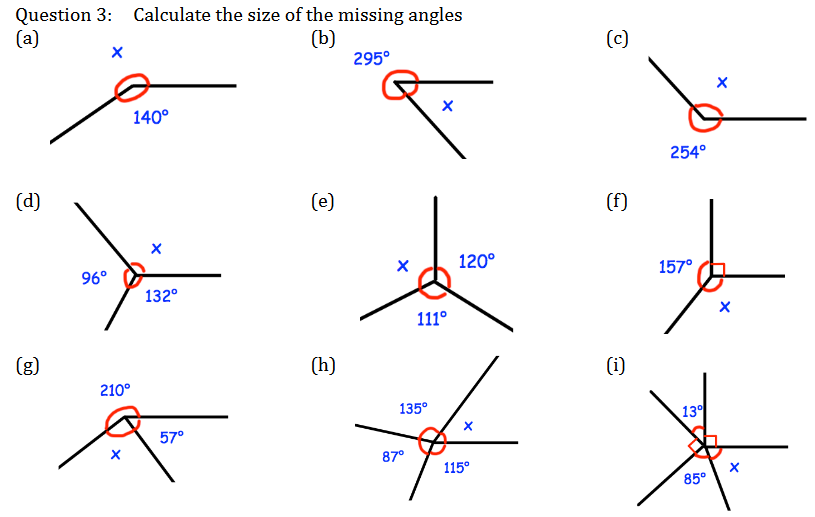 Question 3: Calculate the size of the missing angles
(a) (b) (c)
x 295° x
140° x 254°
(d) (e) (f)
x 96° 132°
x 120° 111°
157° x
(g) (h) (i)
210° 57° x
135° x 87° 115°
13° x 85°